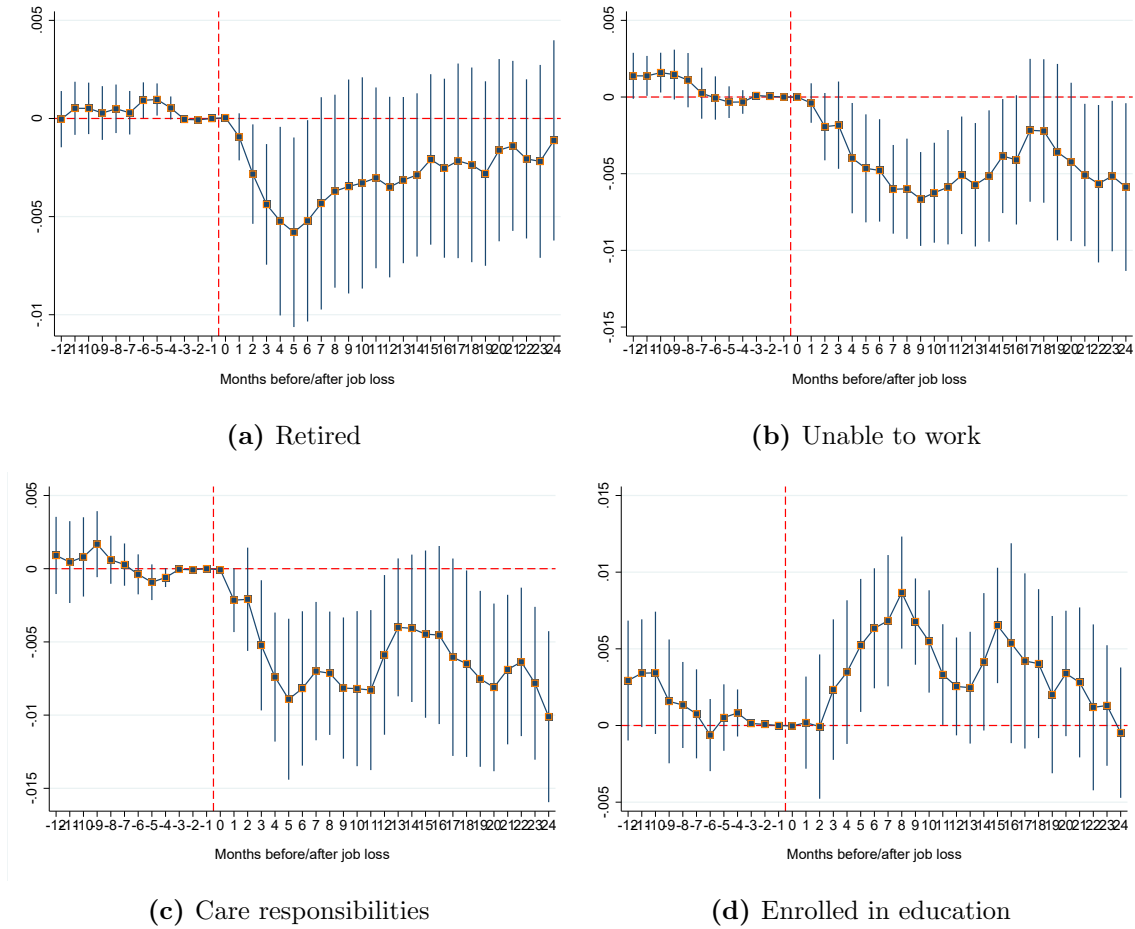 .005
0
-.005
-.01
-12 -11 -10 -9 -8 -7 -6 -5 -4 -3 -2 -1 0 1 2 3 4 5 6 7 8 9 10 11 12 13 14 15 16 17 18 19 20 21 22 23 24
Months before/after job loss
(a) Retired
.005
0
-.005
-.01
-.015
-12 -11 -10 -9 -8 -7 -6 -5 -4 -3 -2 -1 0 1 2 3 4 5 6 7 8 9 10 11 12 13 14 15 16 17 18 19 20 21 22 23 24
Months before/after job loss
(b) Unable to work
.005
0
-.005
-.01
-.015
-12 -11 -10 -9 -8 -7 -6 -5 -4 -3 -2 -1 0 1 2 3 4 5 6 7 8 9 10 11 12 13 14 15 16 17 18 19 20 21 22 23 24
Months before/after job loss
(c) Care responsibilities
.015
.01
.005
0
-.005
-12 -11 -10 -9 -8 -7 -6 -5 -4 -3 -2 -1 0 1 2 3 4 5 6 7 8 9 10 11 12 13 14 15 16 17 18 19 20 21 22 23 24
Months before/after job loss
(d) Enrolled in education